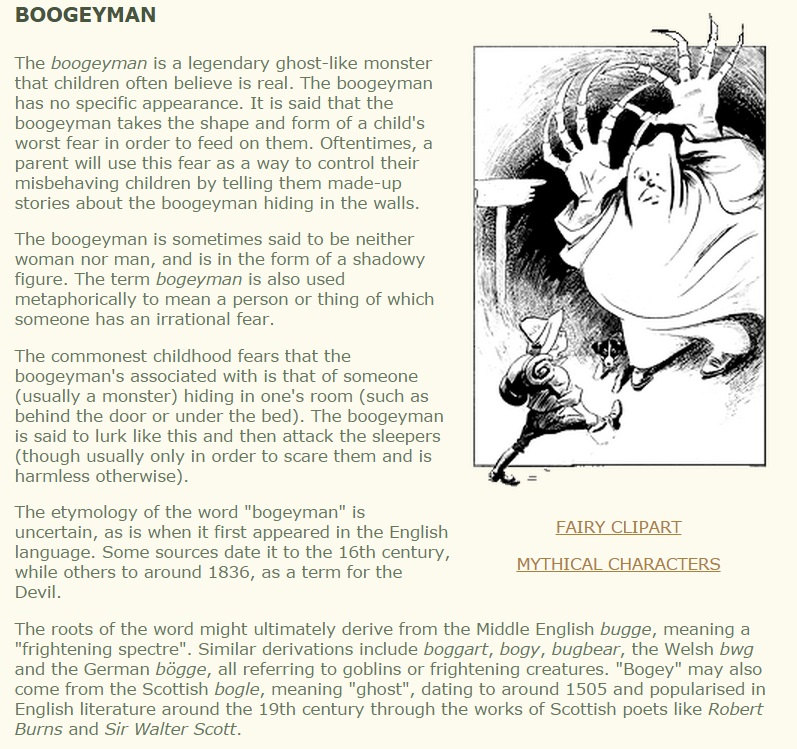 BOOGEYMAN
The boogeyman is a legendary ghost-like monster
that children often believe is real. The boogeyman
has no specific appearance. It is said that the
boogeyman takes the shape and form of a child's
worst fear in order to feed on them. Oftentimes, a
parent will use this fear as a way to control their
misbehaving children by telling them made-up
stories about the boogeyman hiding in the walls.
The boogeyman is sometimes said to be neither
woman nor man, and is in the form of a shadowy
figure. The term bogeyman is also used
metaphorically to mean a person or thing of which
someone has an irrational fear.
The commonest childhood fears that the
boogeyman's associated with is that of someone
(usually a monster) hiding in one's room (such as
behind the door or under the bed). The boogeyman
is said to lurk like this and then attack the sleepers
(though usually only in order to scare them and is
harmless otherwise).
The etymology of the word "bogeyman" is
uncertain, as is when it first appeared in the English
language. Some sources date it to the 16th century,
while others to around 1836, as a term for the
Devil.
FAIRY CLIPART
MYTHICAL CHARACTERS
The roots of the word might ultimately derive from the Middle English bugge, meaning a
"frightening spectre". Similar derivations include boggart, bogy, bugbear, the Welsh bwg
and the German bögge, all referring to goblins or frightening creatures. "Bogey" may also
come from the Scottish bogle, meaning "ghost", dating to around 1505 and popularised in
English literature around the 19th century through the works of Scottish poets like Robert
Burns and Sir Walter Scott.